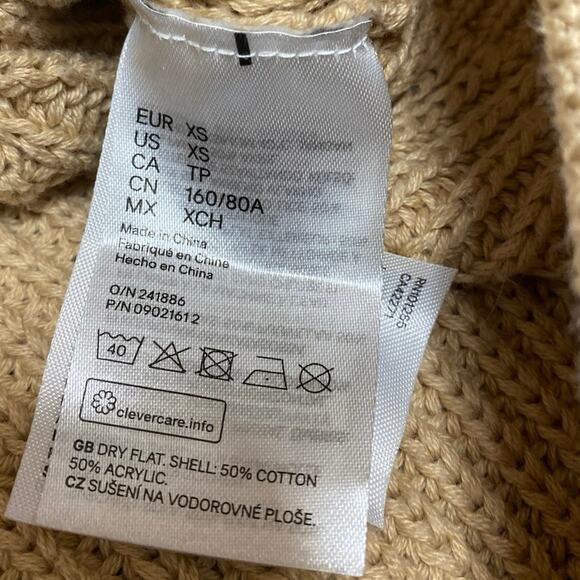 EUR XS
US XS
CA TP
CN 160/80A
MX XCH
Made in China
Fabriqué en Chine
Hecho en China
O/N 241886
P/N 09021612
40
clevercare.info
GB DRY FLAT. SHELL: 50% COTTON
50% ACRYLIC.
CZ SUŠENÍ NA VODOROVNÉ PLOŠE.
CA42271